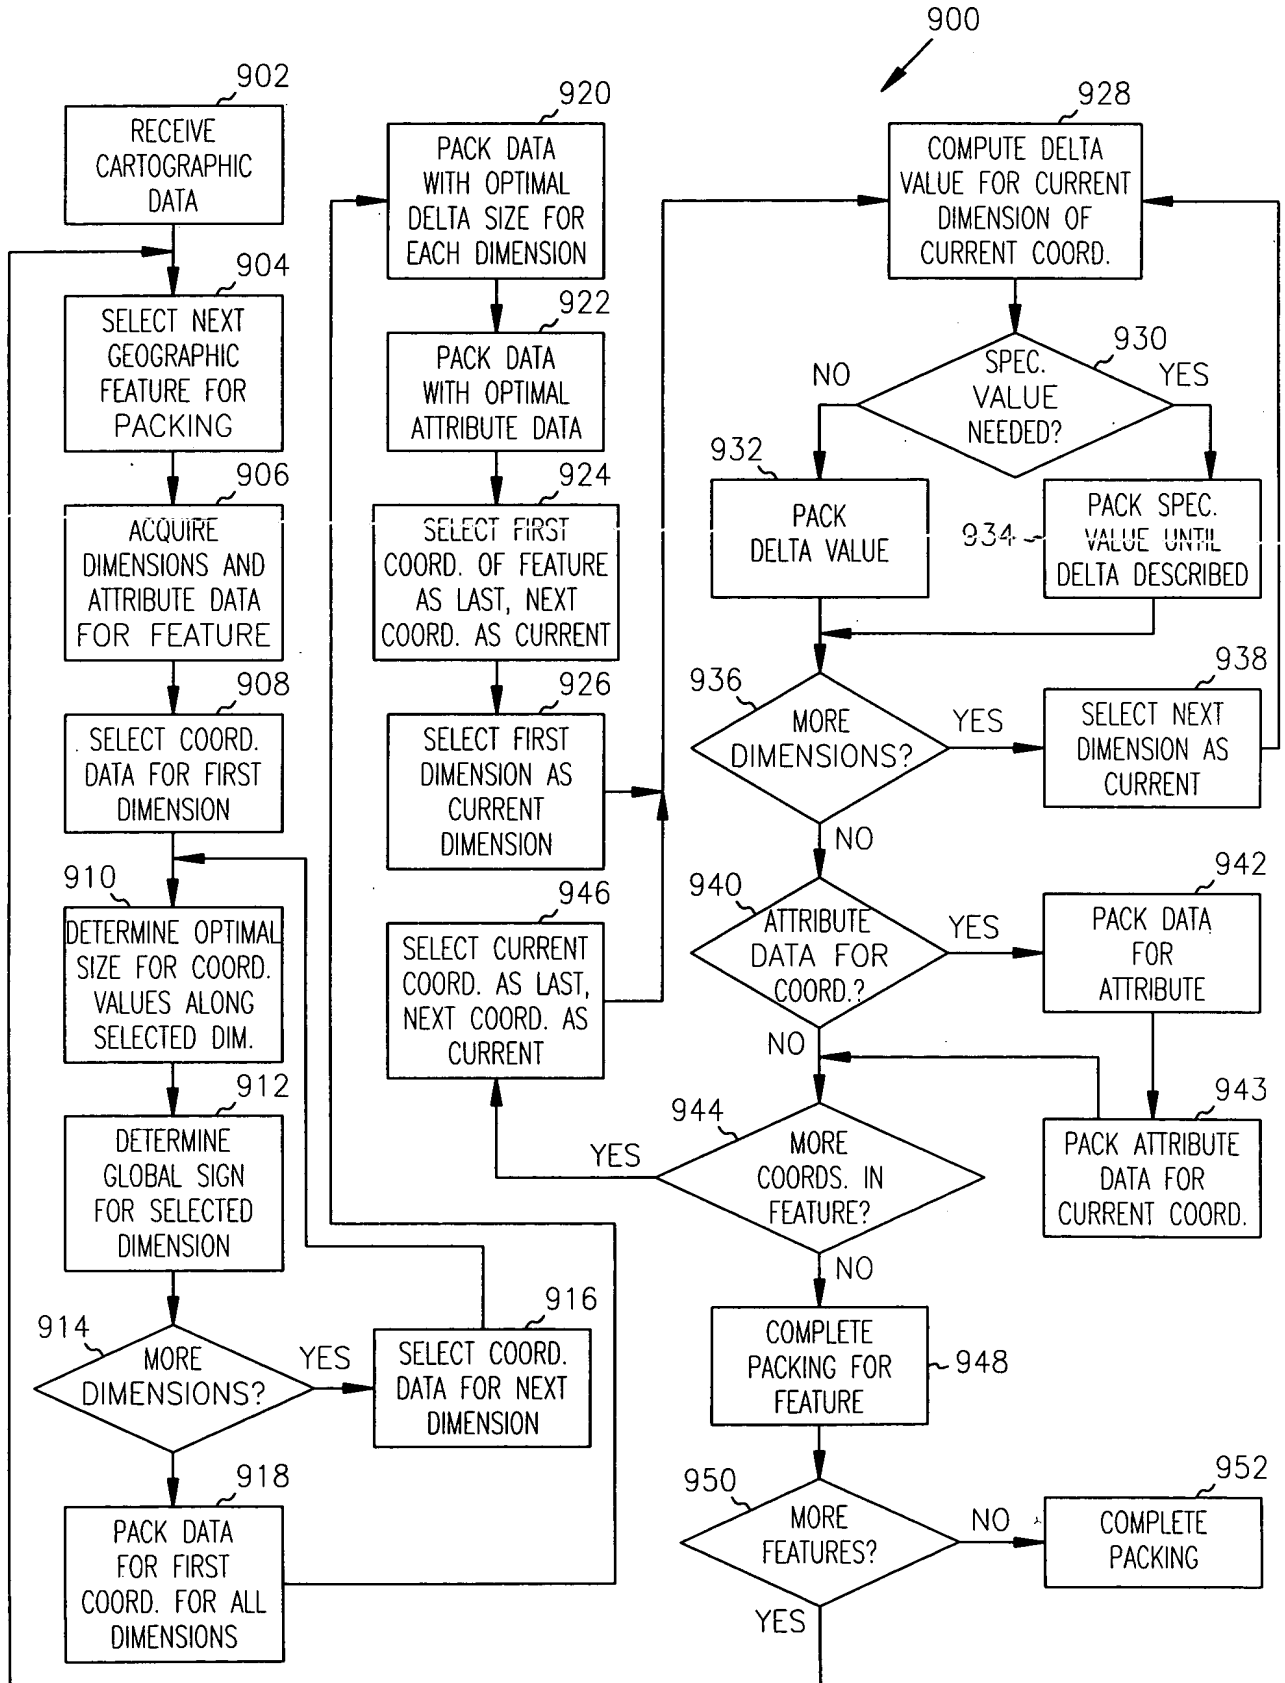 900
902
RECEIVE
CARTOGRAPHIC
DATA
904
SELECT NEXT
GEOGRAPHIC
FEATURE FOR
PACKING
906
ACQUIRE
DIMENSIONS AND
ATTRIBUTE DATA
FOR FEATURE
908
SELECT COORD.
DATA FOR FIRST
DIMENSION
910
DETERMINE OPTIMAL
SIZE FOR COORD.
VALUES ALONG
SELECTED DIM.
912
DETERMINE
GLOBAL SIGN
FOR SELECTED
DIMENSION
914
MORE
DIMENSIONS?
YES
916
SELECT COORD.
DATA FOR NEXT
DIMENSION
918
PACK DATA
FOR FIRST
COORD. FOR ALL
DIMENSIONS
920
PACK DATA
WITH OPTIMAL
DELTA SIZE FOR
EACH DIMENSION
922
PACK DATA
WITH OPTIMAL
ATTRIBUTE DATA
924
SELECT FIRST
COORD. OF FEATURE
AS LAST, NEXT
COORD. AS CURRENT
926
SELECT FIRST
DIMENSION AS
CURRENT
DIMENSION
946
SELECT CURRENT
COORD. AS LAST,
NEXT COORD. AS
CURRENT
928
COMPUTE DELTA
VALUE FOR CURRENT
DIMENSION OF
CURRENT COORD.
930
SPEC.
VALUE
NEEDED?
NO
YES
932
PACK
DELTA VALUE
934
PACK SPEC.
VALUE UNTIL
DELTA DESCRIBED
936
MORE
DIMENSIONS?
YES
NO
938
SELECT NEXT
DIMENSION AS
CURRENT
940
ATTRIBUTE
DATA FOR
COORD.?
YES
NO
942
PACK DATA
FOR
ATTRIBUTE
943
PACK ATTRIBUTE
DATA FOR
CURRENT COORD.
944
MORE
COORDS. IN
FEATURE?
YES
NO
COMPLETE
PACKING FOR
FEATURE
948
950
MORE
FEATURES?
NO
YES
952
COMPLETE
PACKING